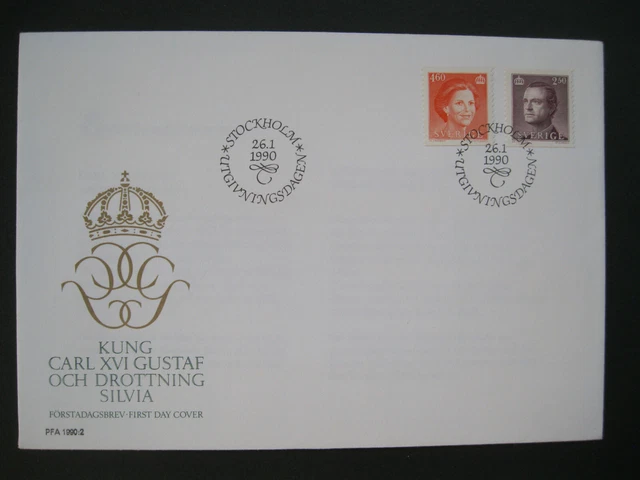 4.60
SVERIGE
2.50
SVERIGE
*STOCKHOLM*
26.1
1990
UTGIVNINGSDAGEN
*STOCKHOLM*
26.1
1990
UTGIVNINGSDAGEN
KUNG
CARL XVI GUSTAF
OCH DROTTNING
SILVIA
FÖRSTADAGSBREV·FIRST DAY COVER
PFA 1990:2